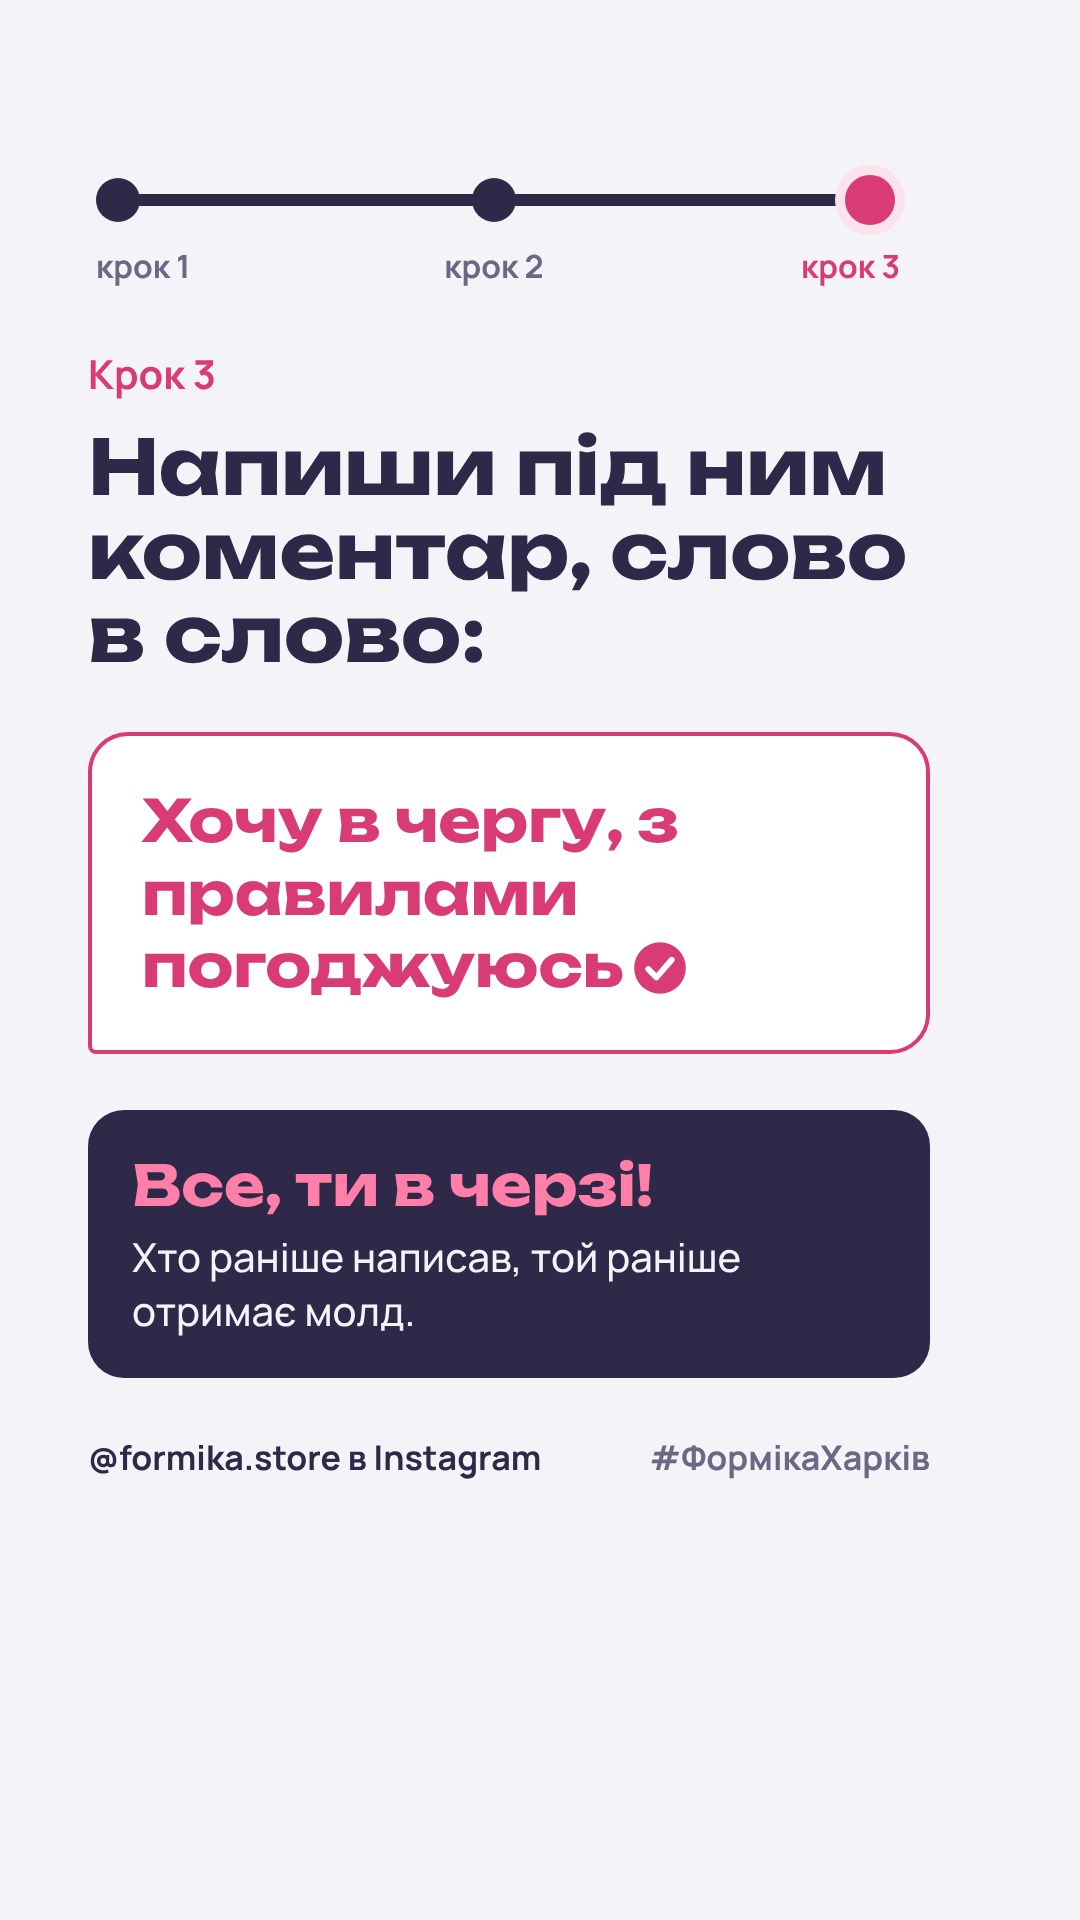 крок 1 крок 2 крок 3
Крок 3
Напиши під ним
коментар, слово
в слово:
Хочу в чергу, з
правилами
погоджуюсь
Все, ти в черзі!
Хто раніше написав, той раніше
отримає молд.
@formika.store в Instagram #ФормікаХарків